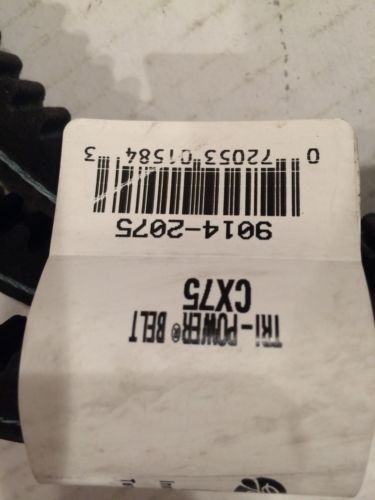 TRI-POWER® BELT
CX75
9014-2075
0 72053 01584 3